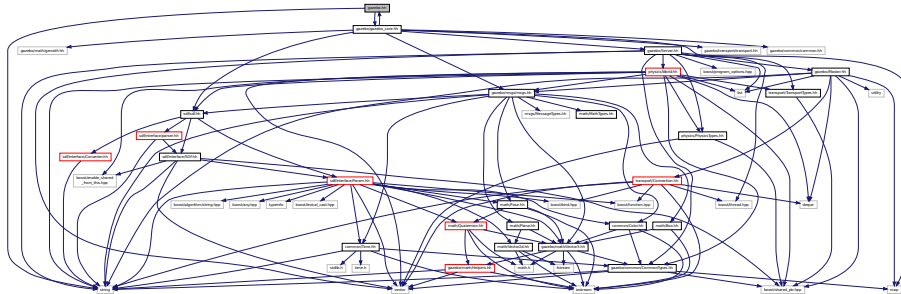 gazebo.hh
gazebo/gazebo_core.hh
gazebo/math/gzmath.hh
gazebo/Server.hh
gazebo/transport/transport.hh
gazebo/common/common.hh
physics/World.hh
boost/program_options.hpp
gazebo/Master.hh
gazebo/msgs/msgs.hh
list
transport/TransportTypes.hh
utility
sdf/sdf.hh
msgs/MessageTypes.hh
math/MathTypes.hh
sdf/interface/parser.hh
physics/PhysicsTypes.hh
sdf/interface/Converter.hh
sdf/interface/SDF.hh
boost/enable_shared
_from_this.hpp
sdf/interface/Param.hh
transport/Connection.hh
boost/algorithm/string.hpp
boost/any.hpp
typeinfo
boost/lexical_cast.hpp
math/Pose.hh
boost/bind.hpp
boost/function.hpp
boost/thread.hpp
deque
math/Quaternion.hh
math/Plane.hh
common/Color.hh
math/Box.hh
common/Time.hh
math/Vector2d.hh
gazebo/math/Vector3.hh
stdlib.h
time.h
gazebo/math/Helpers.hh
math.h
fstream
gazebo/common/CommonTypes.hh
string
vector
iostream
boost/shared_ptr.hpp
map